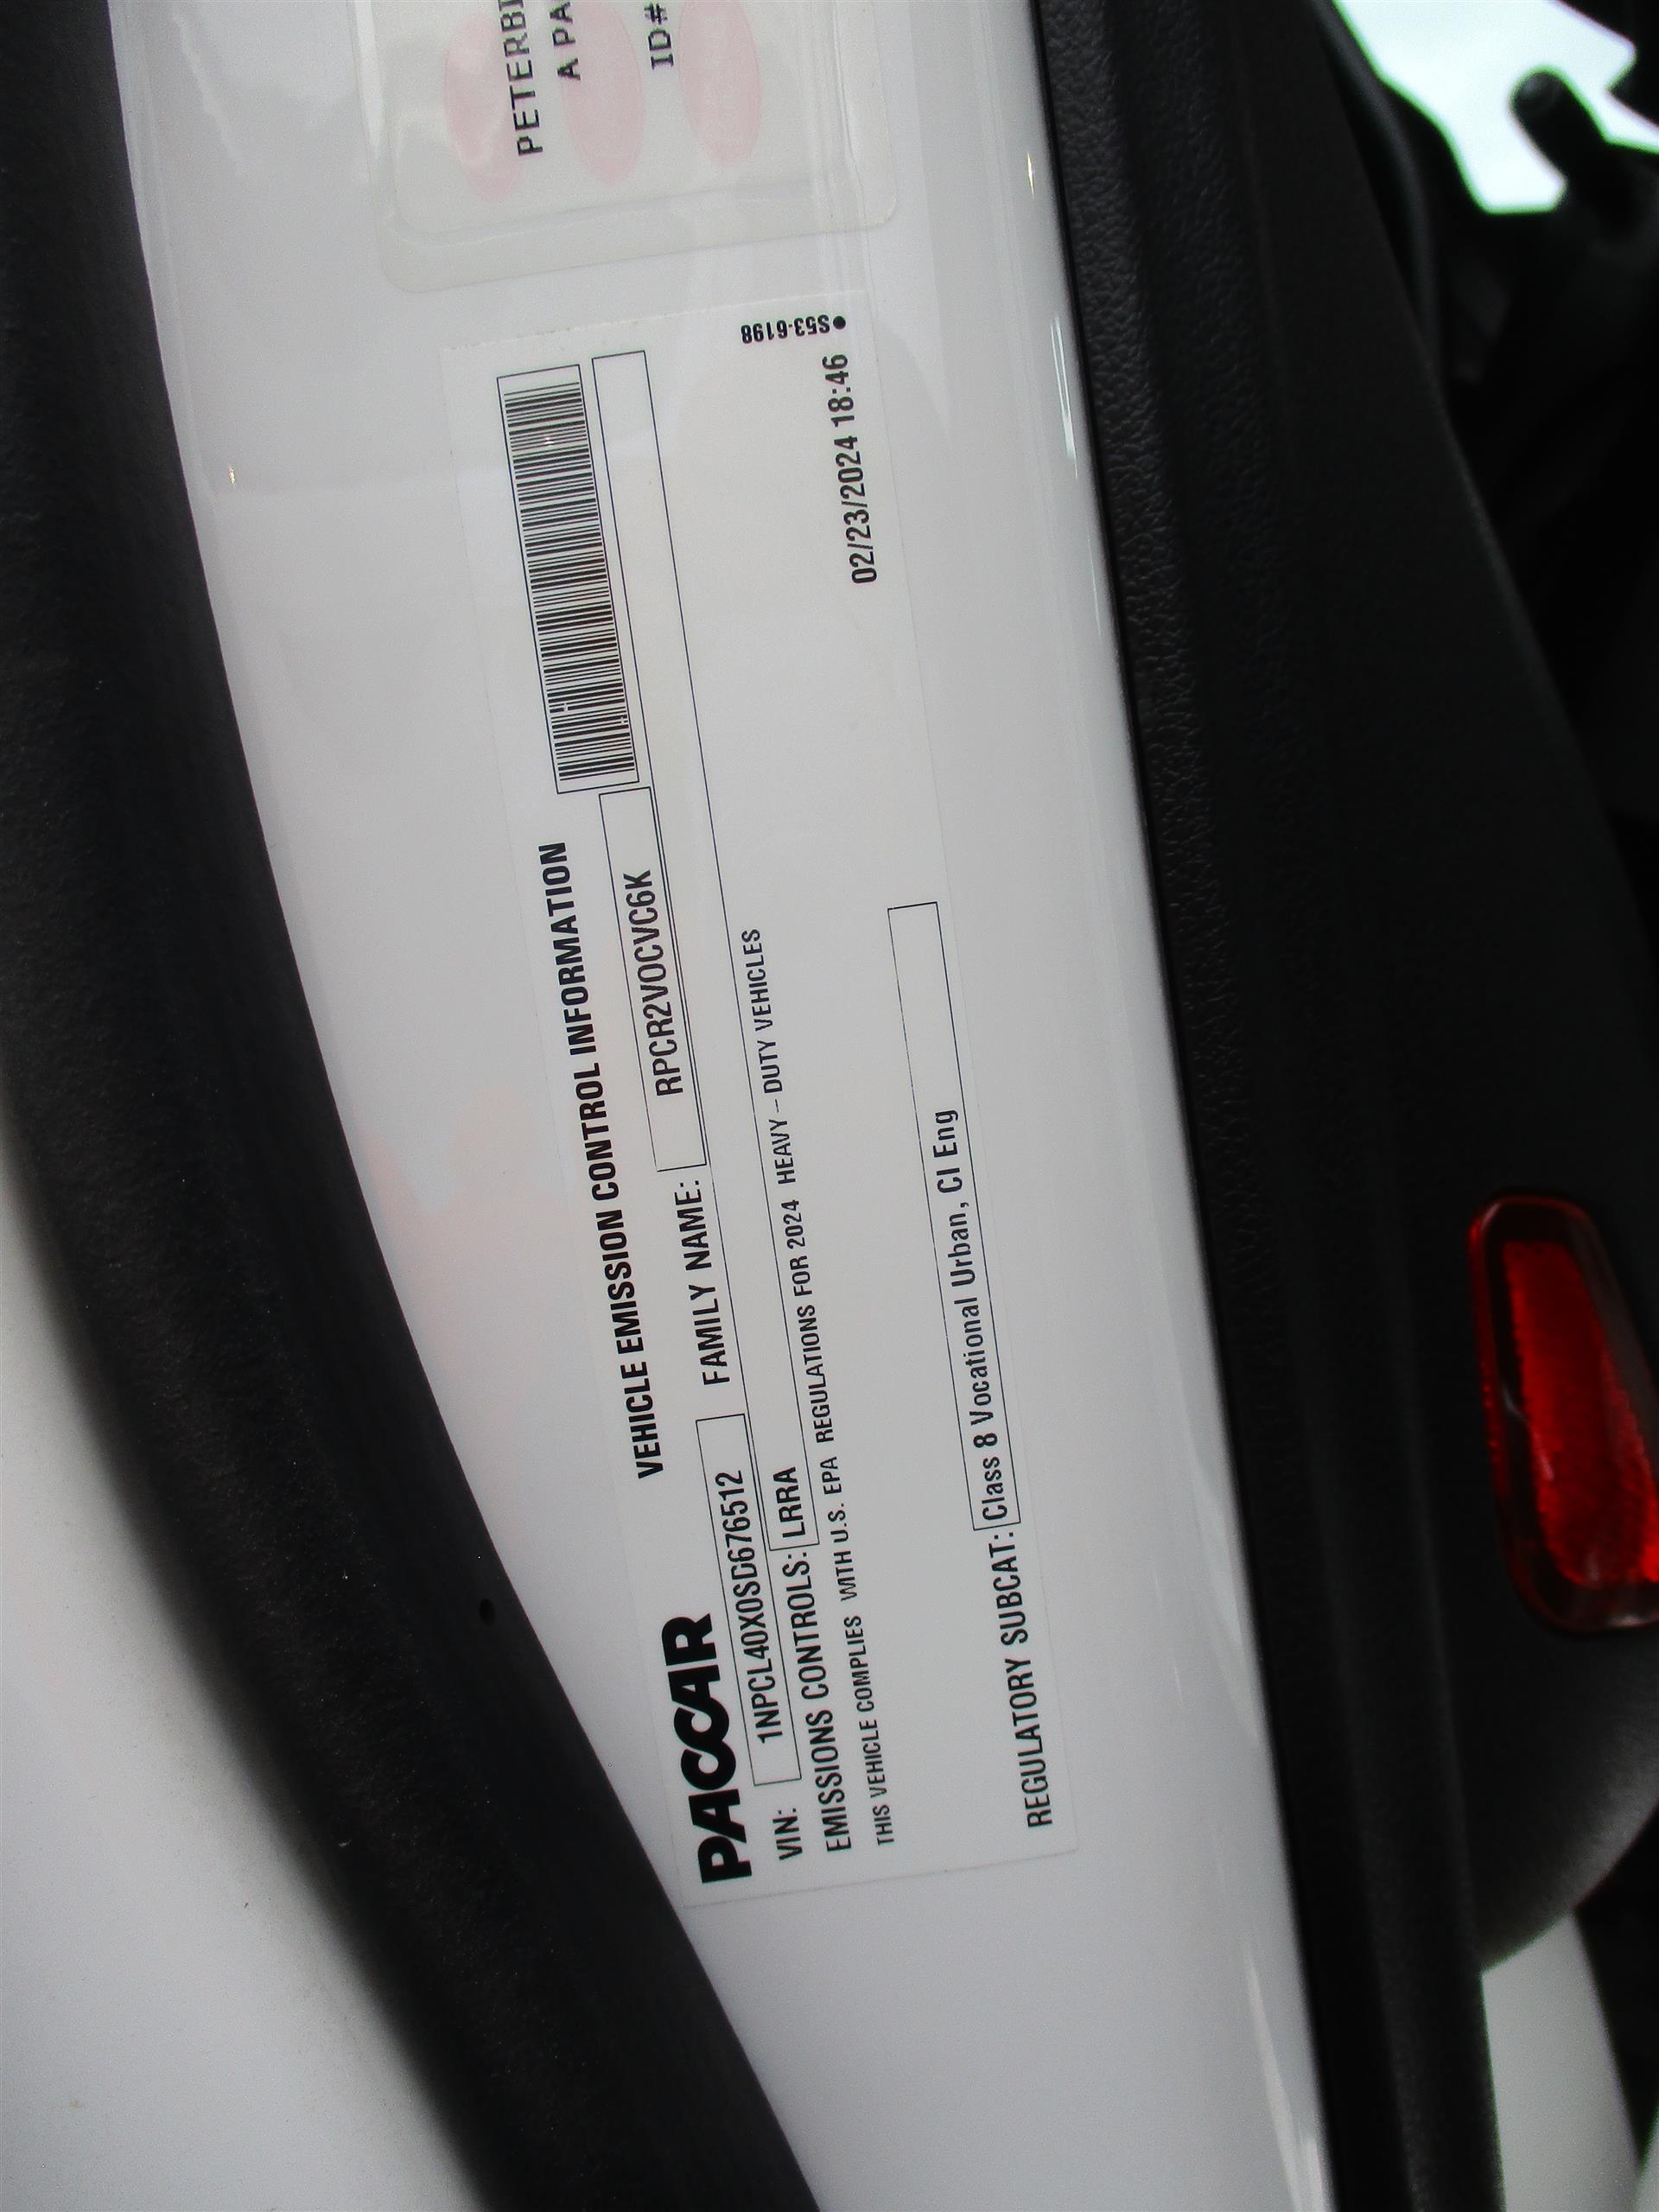 PACCAR
VEHICLE EMISSION CONTROL INFORMATION
VIN: 1NPCL40X0SD676512 FAMILY NAME: RPCR2VOCVC6K
EMISSIONS CONTROLS: LRRA
THIS VEHICLE COMPLIES WITH U.S. EPA REGULATIONS FOR 2024 HEAVY – DUTY VEHICLES
REGULATORY SUBCAT: Class 8 Vocational Urban, CI Eng
02/23/2024 18:46
●S53-6198
A
ID#